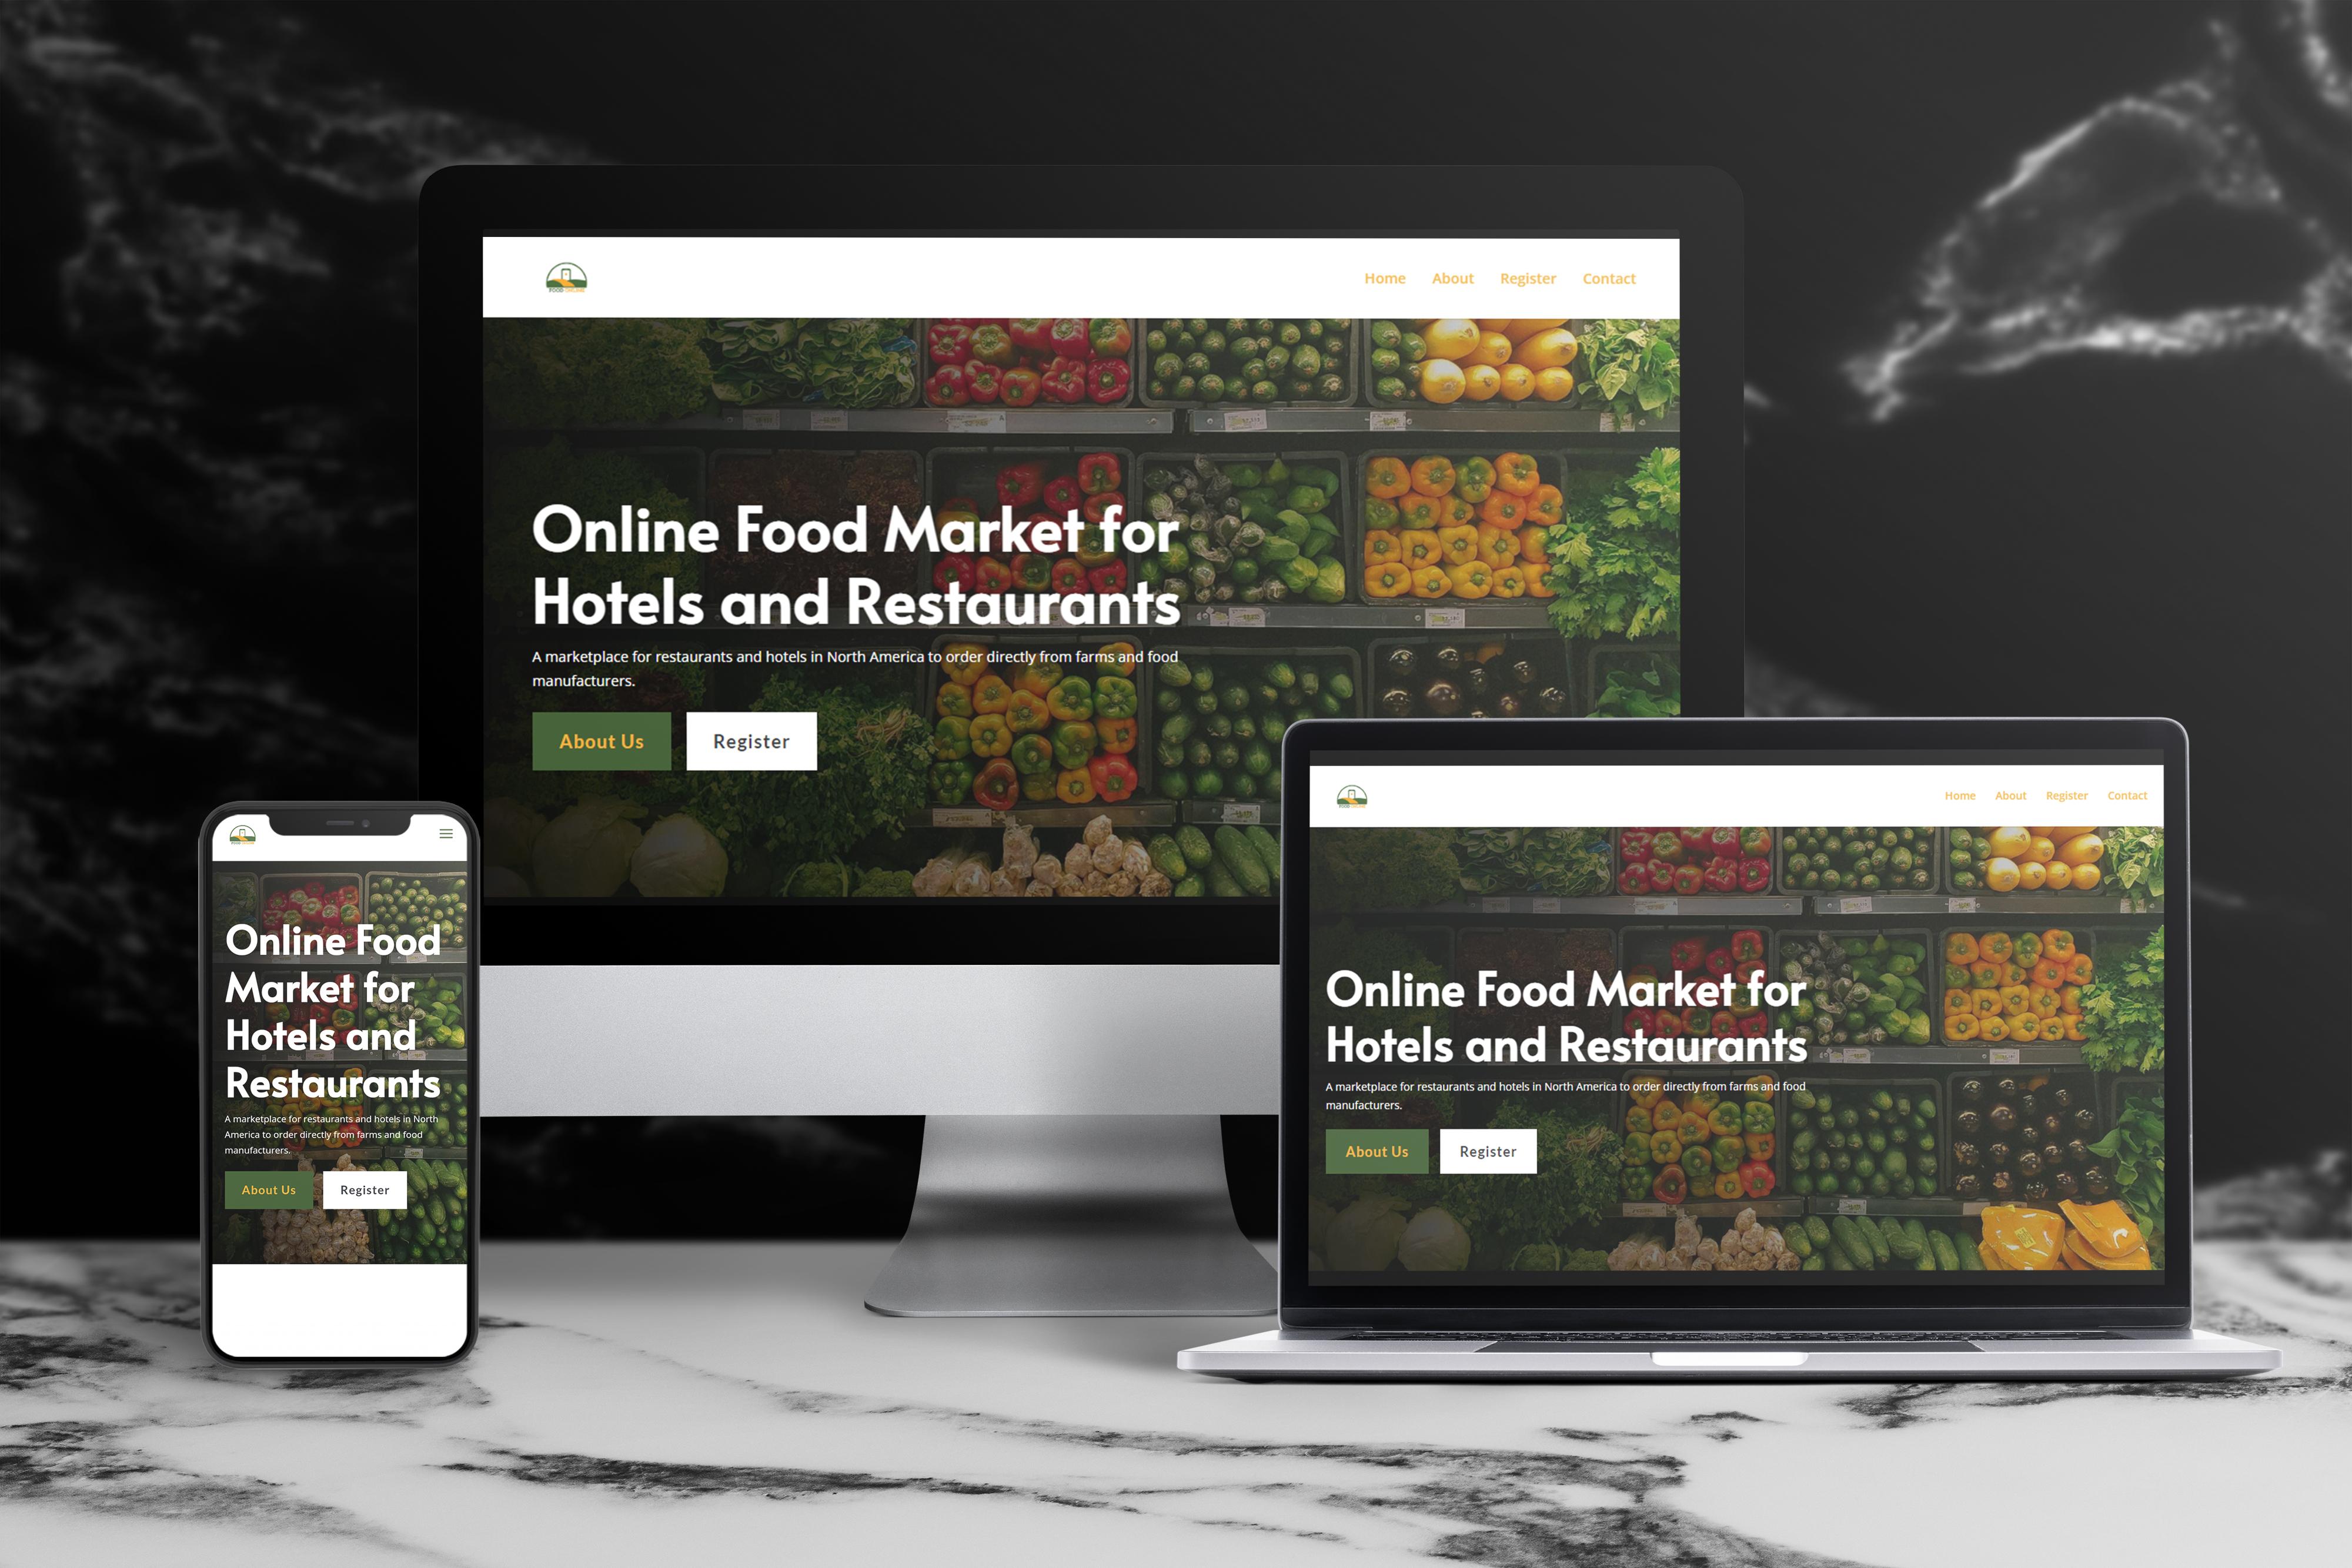 Home About Register Contact
Online Food Market for
Hotels and Restaurants
A marketplace for restaurants and hotels in North America to order directly from farms and food
manufacturers.
About Us Register
Online Food
Market for
Hotels and
Restaurants
A marketplace for restaurants and hotels in North
America to order directly from farms and food
manufacturers.
About Us Register
Home About Register Contact
Online Food Market for
Hotels and Restaurants
A marketplace for restaurants and hotels in North America to order directly from farms and food
manufacturers.
About Us Register